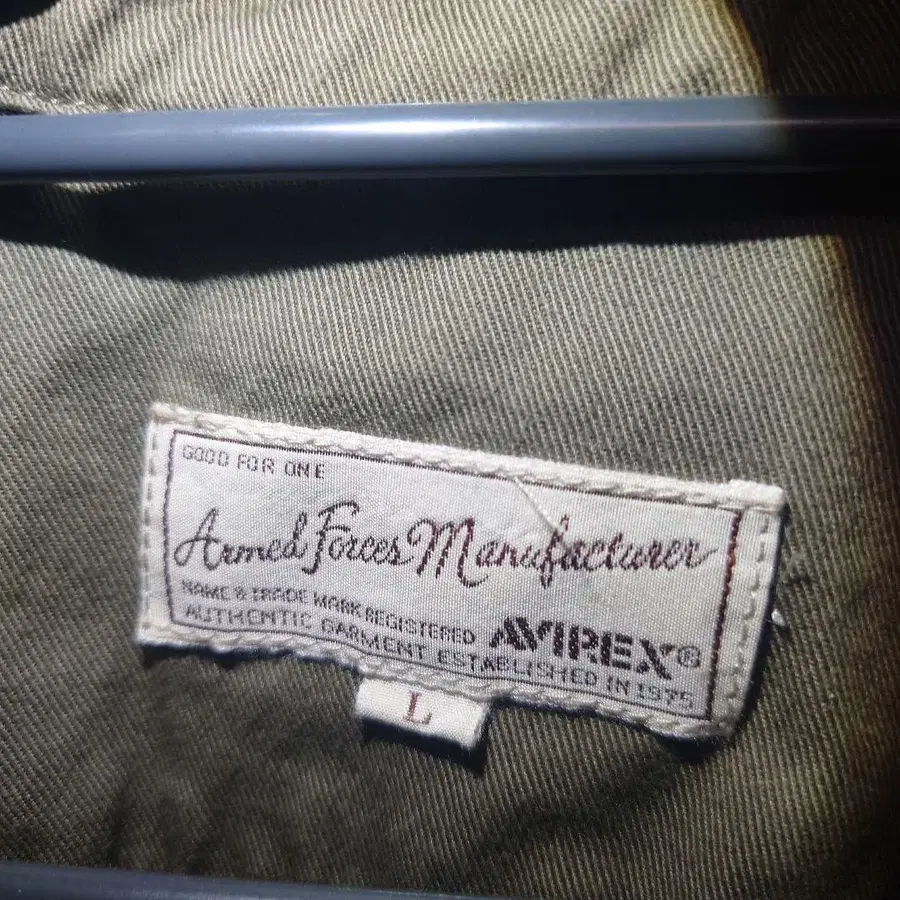 GOOD FOR ONE
Armed Forces Manufacturer
NAME & TRADE MARK REGISTERED
AVIREX®
AUTHENTIC GARMENT ESTABLISHED IN 1975
L